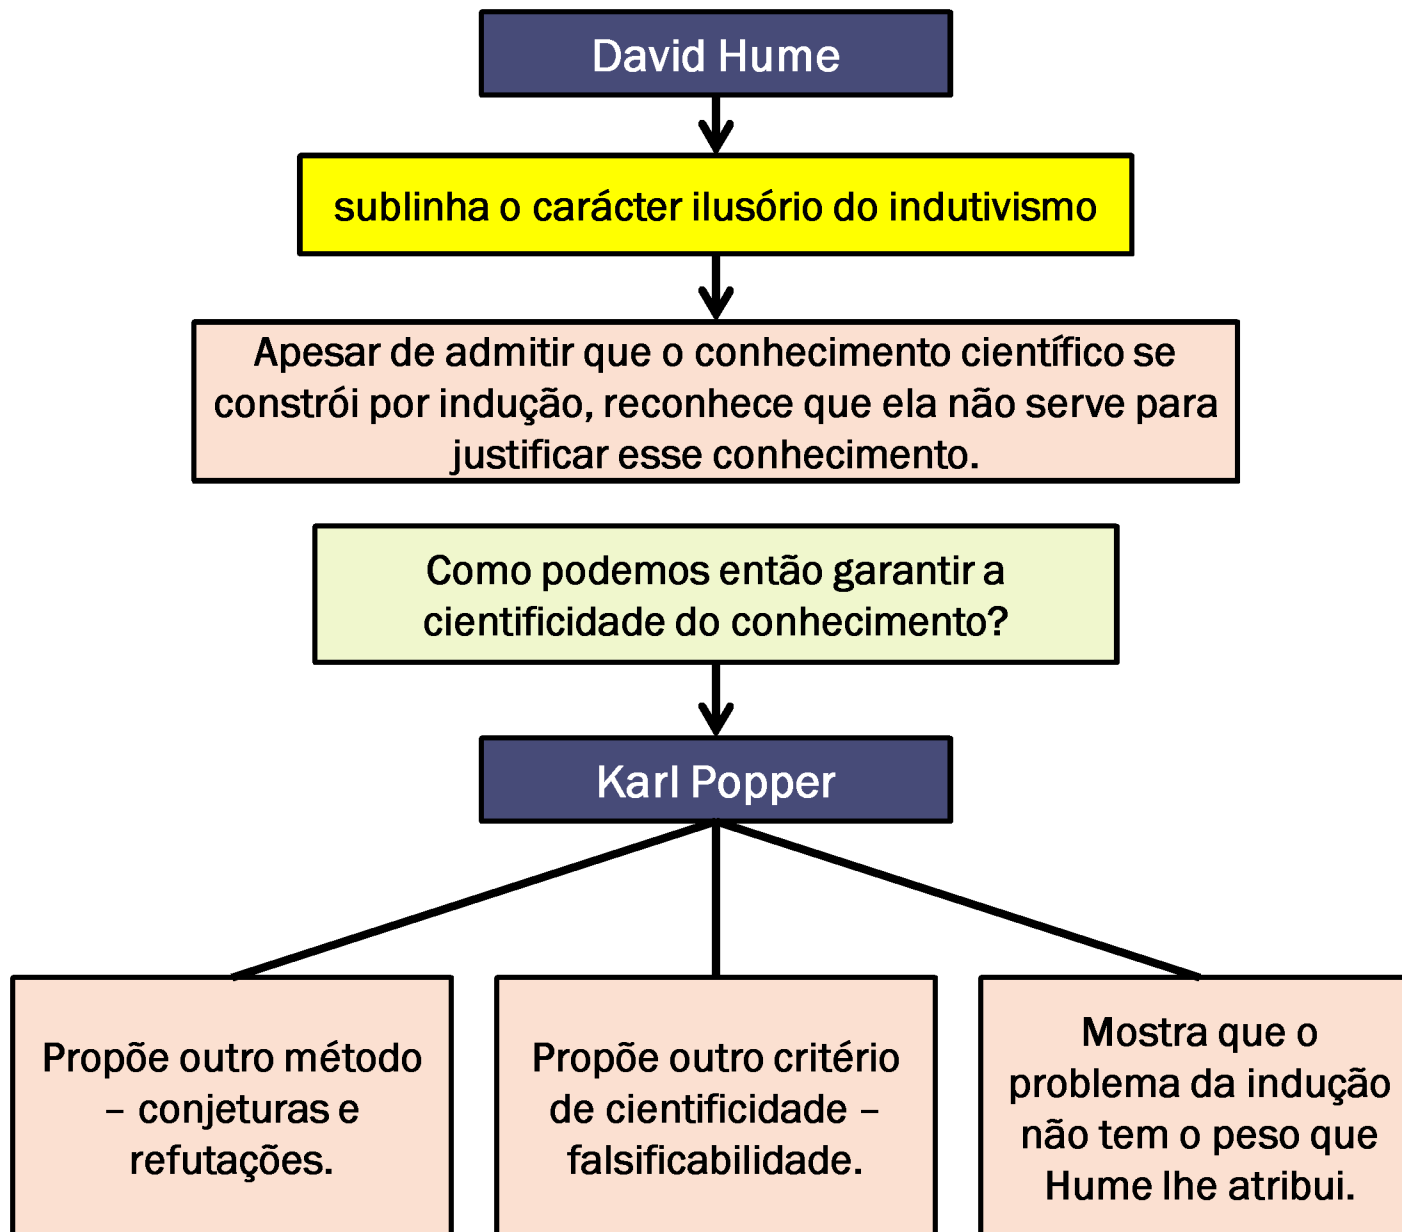 David Hume
sublinha o carácter ilusório do indutivismo
Apesar de admitir que o conhecimento científico se
constrói por indução, reconhece que ela não serve para
justificar esse conhecimento.
Como podemos então garantir a
cientificidade do conhecimento?
Karl Popper
Propõe outro método
– conjeturas e
refutações.
Propõe outro critério
de cientificidade –
falsificabilidade.
Mostra que o
problema da indução
não tem o peso que
Hume lhe atribui.